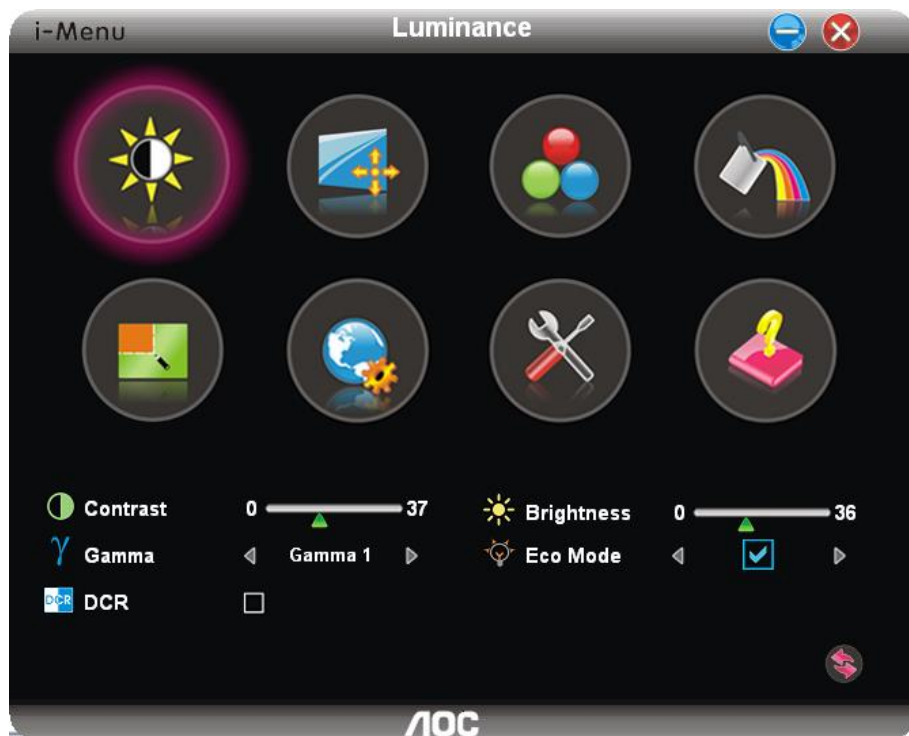 i-Menu Luminance
Contrast 0 37 Brightness 0 36
γ Gamma Gamma 1 Eco Mode
DCR DCR
AOC